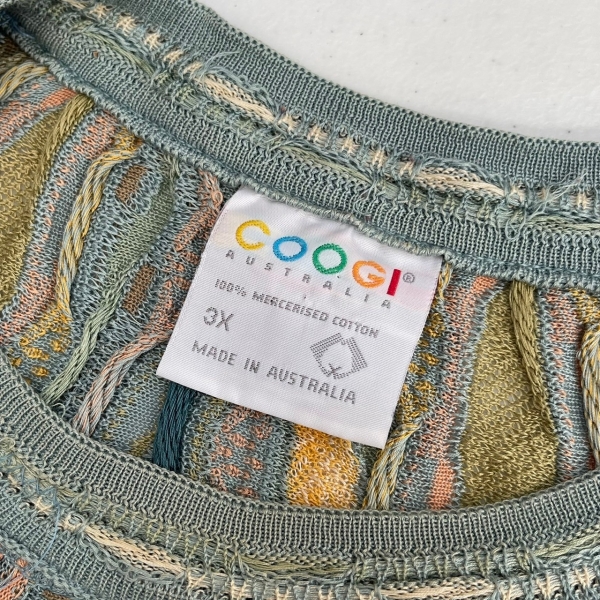 COOGI®
AUSTRALIA
100% MERCERISED COTTON
3X
MADE IN AUSTRALIA